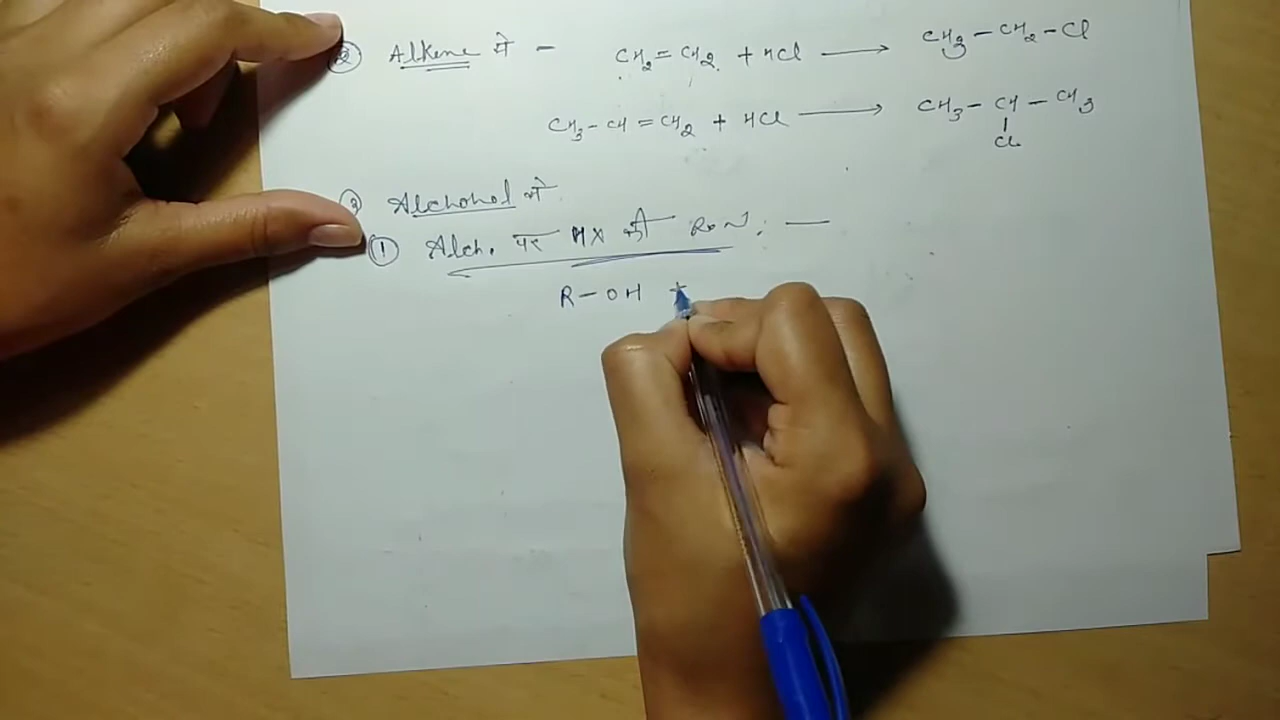 ② Alkene से - CH2=CH2 + HCl → CH3-CH2-Cl
CH3-CH=CH2 + HCl → CH3-CH-CH3
Cl
③ Alchohol से
① Alch. पर HX की Rxn. —
R-OH +